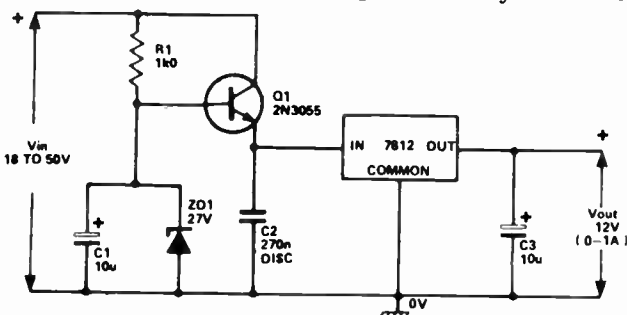 +
R1
1k0
Q1
2N3055
Vin
18 TO 50V
IN 7812 OUT
COMMON
+
ZD1
27V
+
C1
10u
C2
270n
DISC
+
C3
10u
Vout
12V
(0-1A)
0V